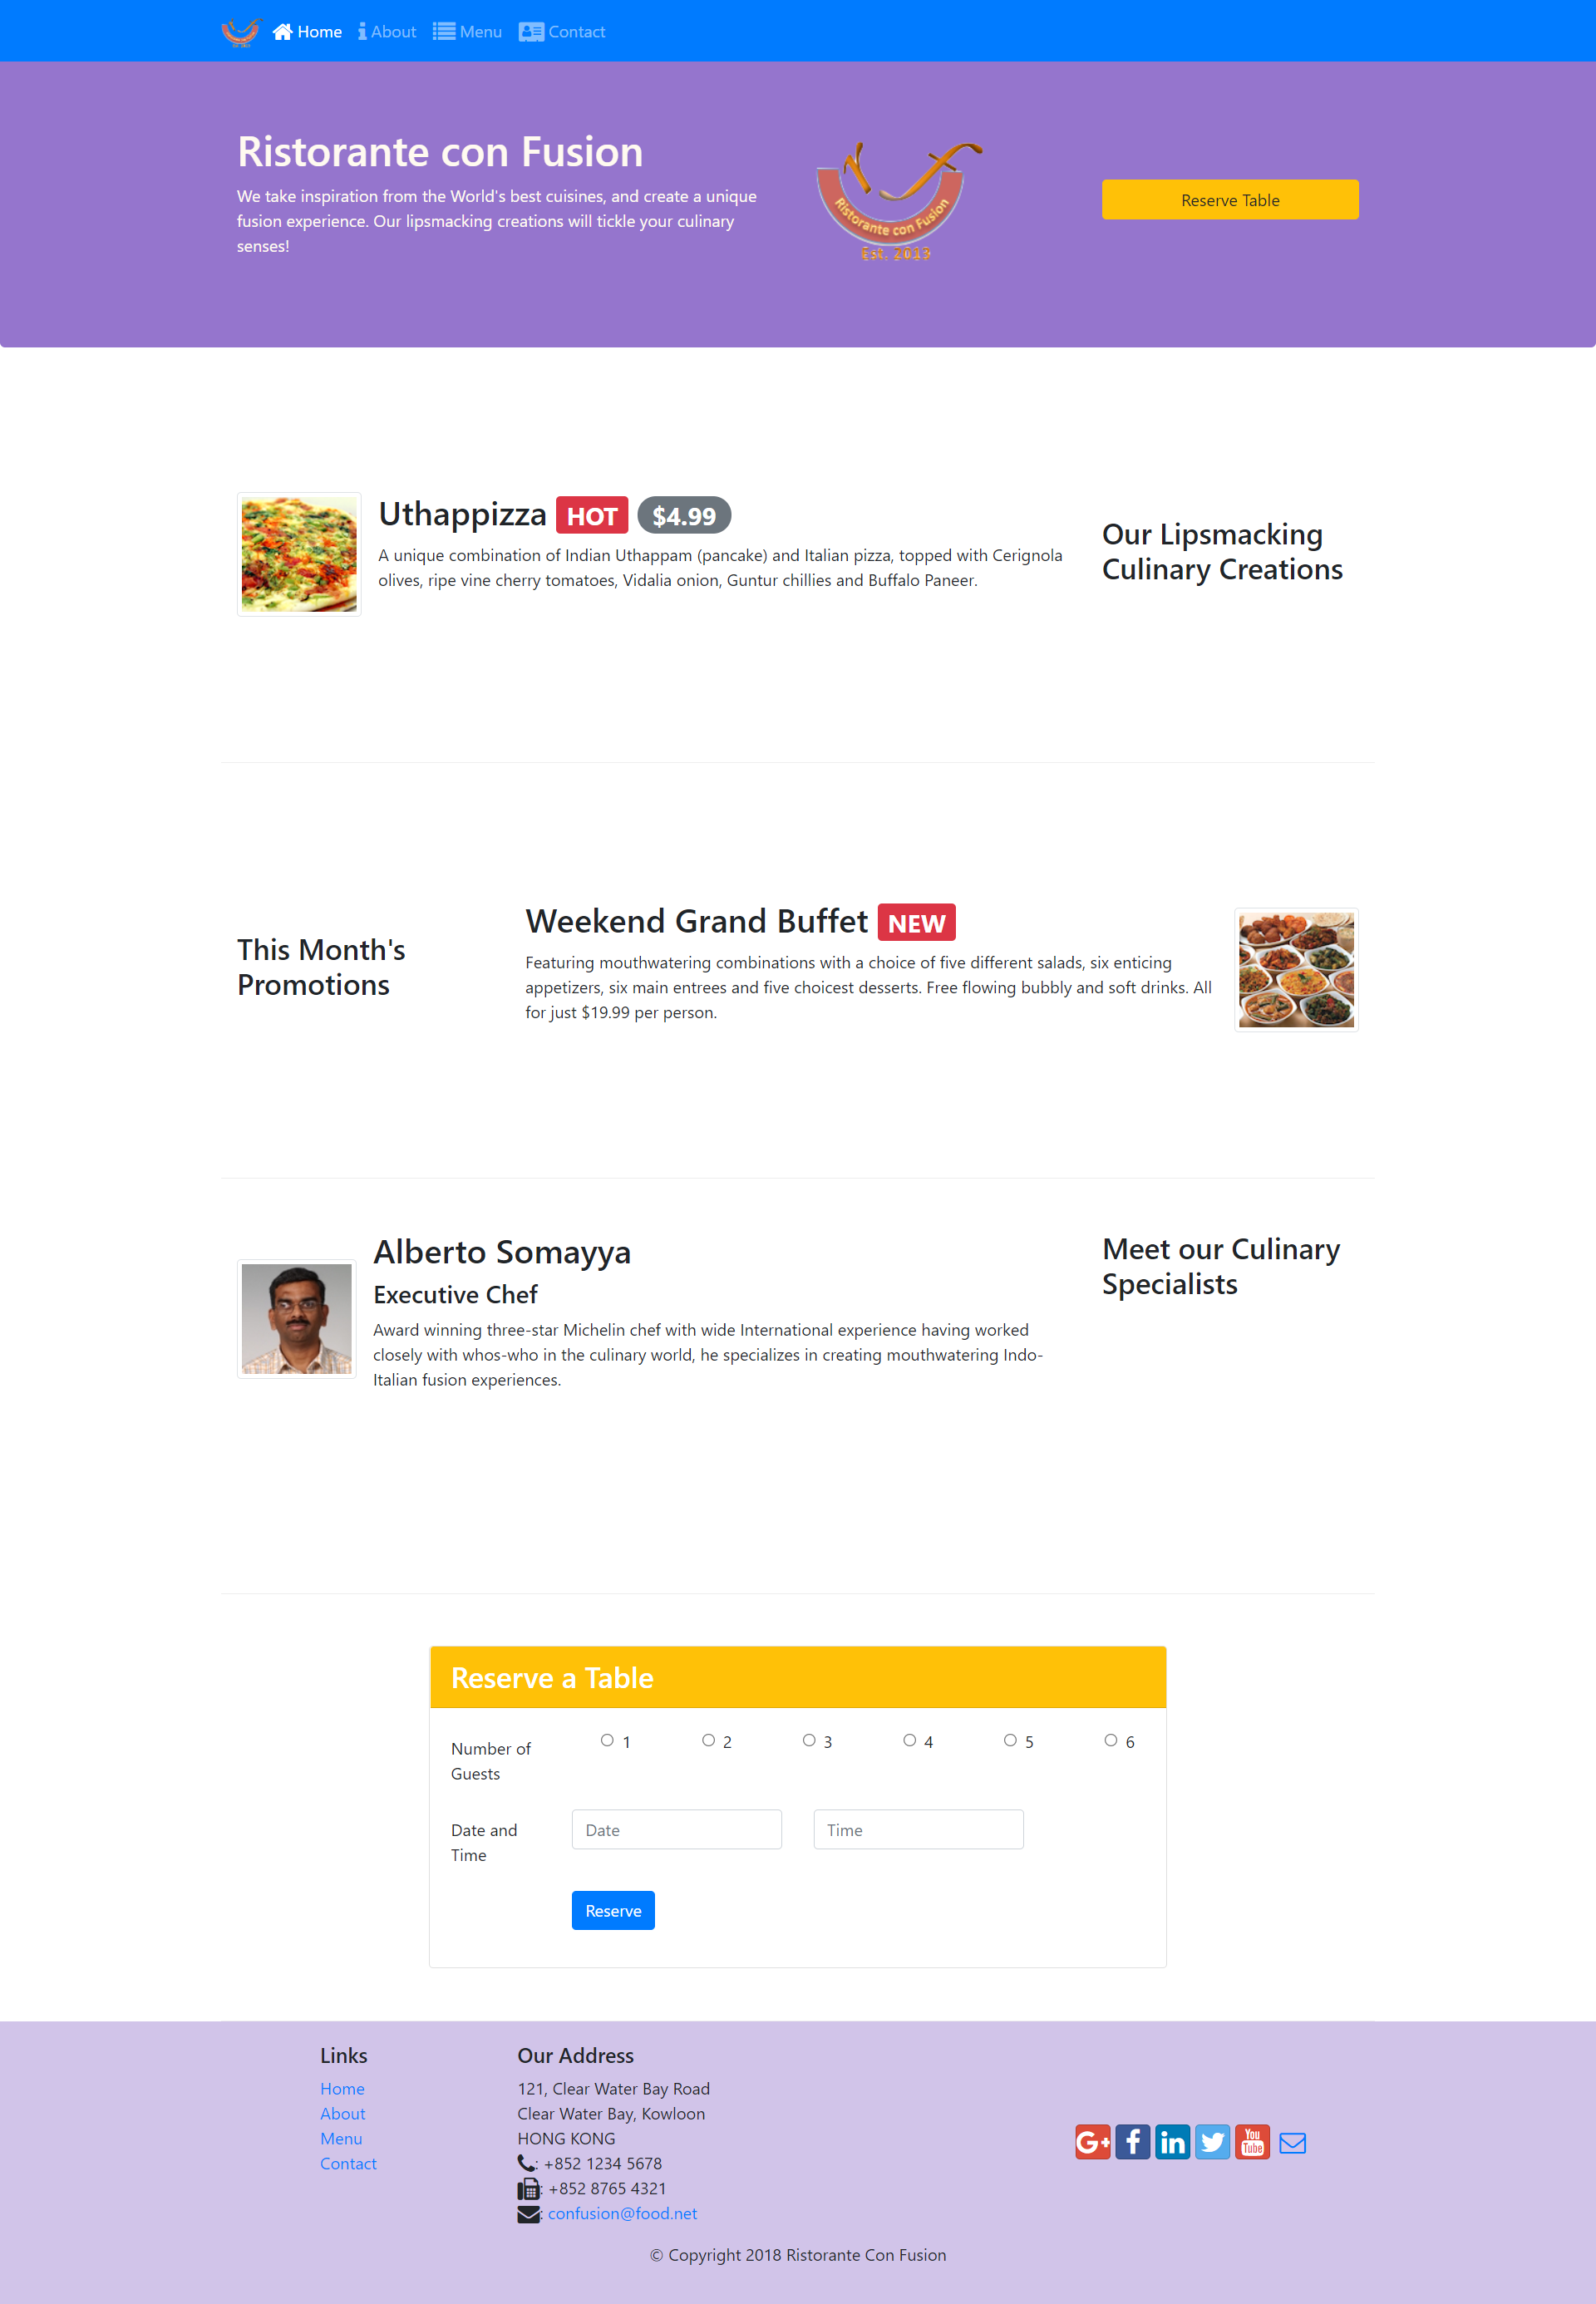 Home About Menu Contact
Ristorante con Fusion
We take inspiration from the World's best cuisines, and create a unique
fusion experience. Our lipsmacking creations will tickle your culinary
senses!
Ristorante con Fusion
Est. 2019
Reserve Table
Uthappizza HOT $4.99
A unique combination of Indian Uthappam (pancake) and Italian pizza, topped with Cerignola
olives, ripe vine cherry tomatoes, Vidalia onion, Guntur chillies and Buffalo Paneer.
Our Lipsmacking
Culinary Creations
This Month's
Promotions
Weekend Grand Buffet NEW
Featuring mouthwatering combinations with a choice of five different salads, six enticing
appetizers, six main entrees and five choicest desserts. Free flowing bubbly and soft drinks. All
for just $19.99 per person.
Alberto Somayya
Executive Chef
Award winning three-star Michelin chef with wide International experience having worked
closely with whos-who in the culinary world, he specializes in creating mouthwatering Indo-
Italian fusion experiences.
Meet our Culinary
Specialists
Reserve a Table
Number of
Guests
1 2 3 4 5 6
Date and
Time
Date
Time
Reserve
Links
Home
About
Menu
Contact
Our Address
121, Clear Water Bay Road
Clear Water Bay, Kowloon
HONG KONG
: +852 1234 5678
: +852 8765 4321
: confusion@food.net
G+ f in You Tube
© Copyright 2018 Ristorante Con Fusion